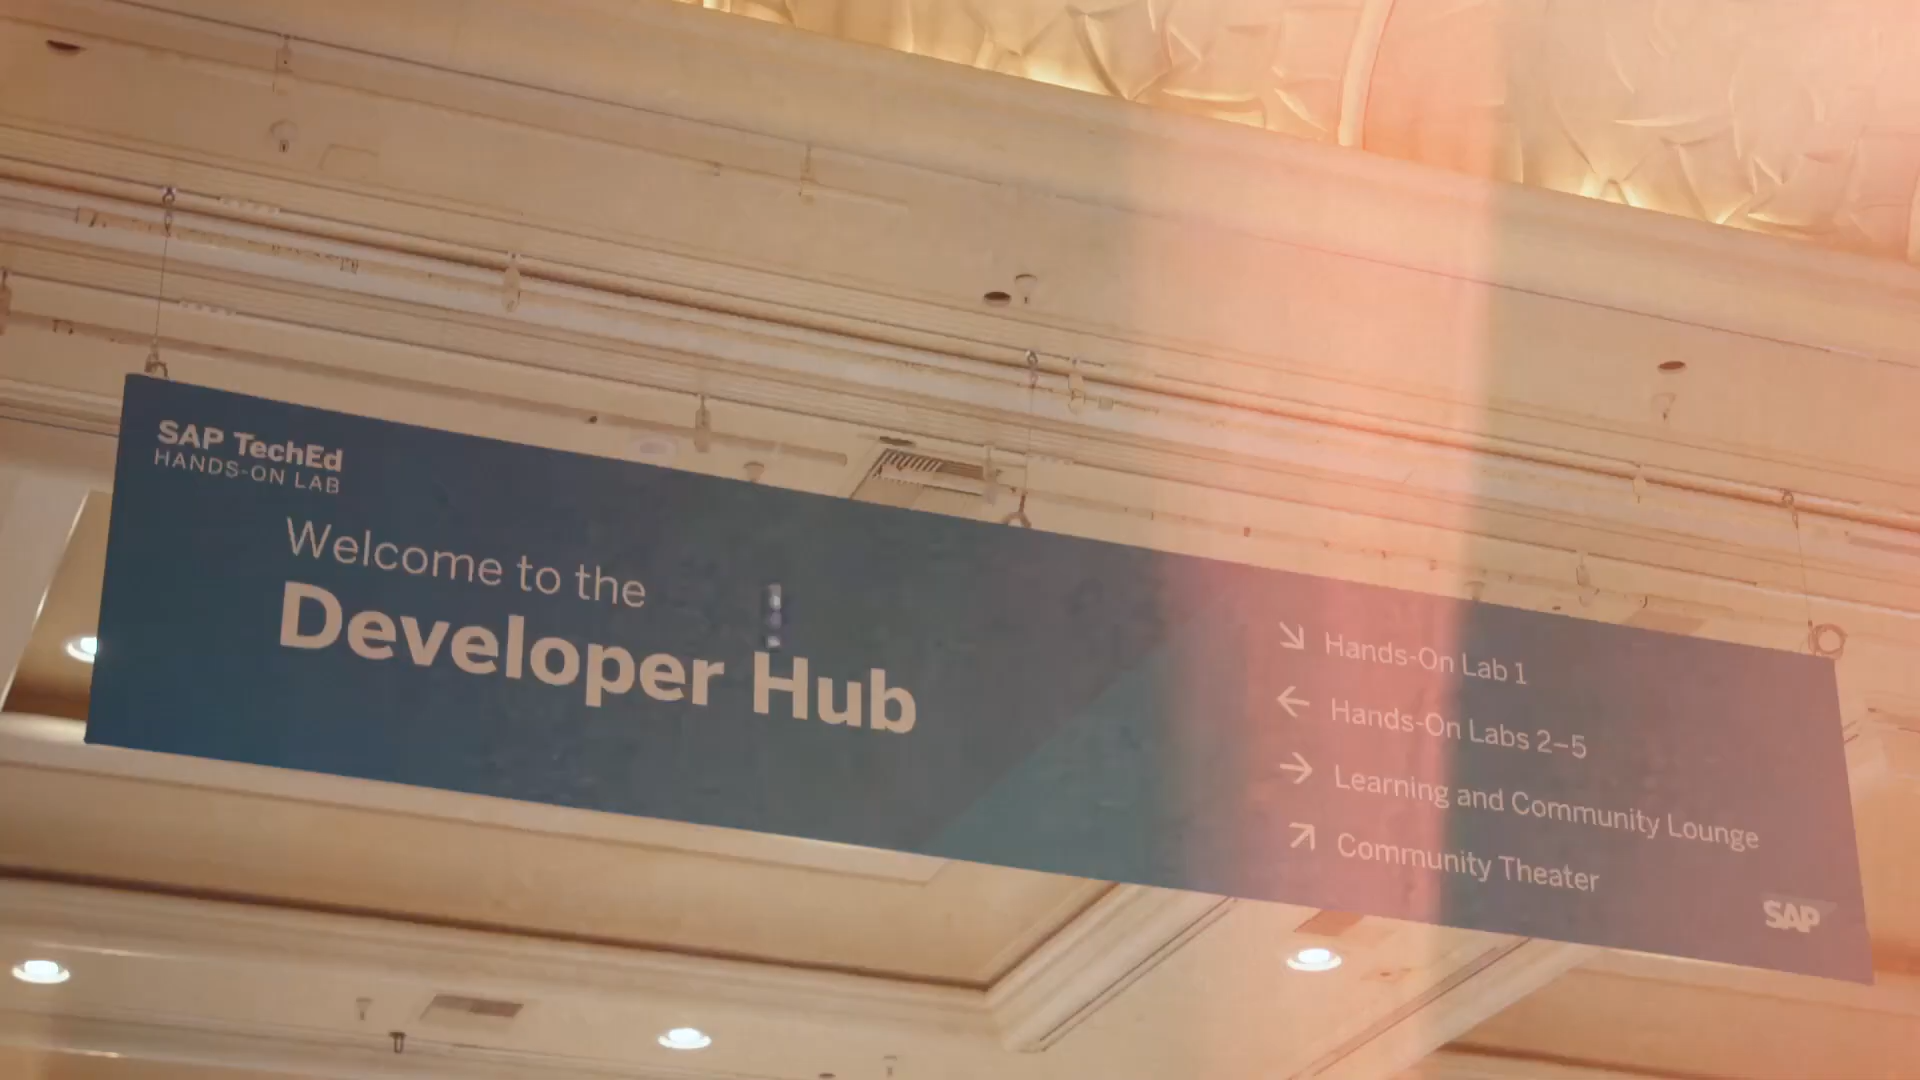 SAP TechEd
HANDS-ON LAB
Welcome to the
Developer Hub
↘ Hands-On Lab 1
← Hands-On Labs 2–5
→ Learning and Community Lounge
↗ Community Theater
SAP